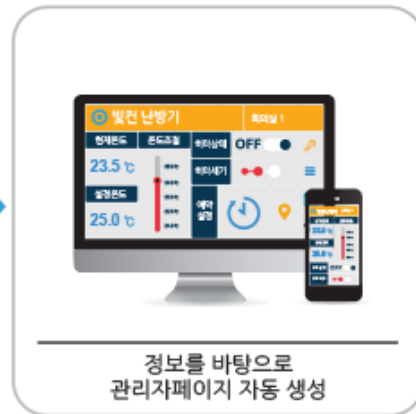 빛컨 난방기
회의실 1
현재온도
온도조절
히터상태
OFF
23.5 ℃
히터세기
설정온도
25.0 ℃
예약
설정
정보를 바탕으로
관리자페이지 자동 생성